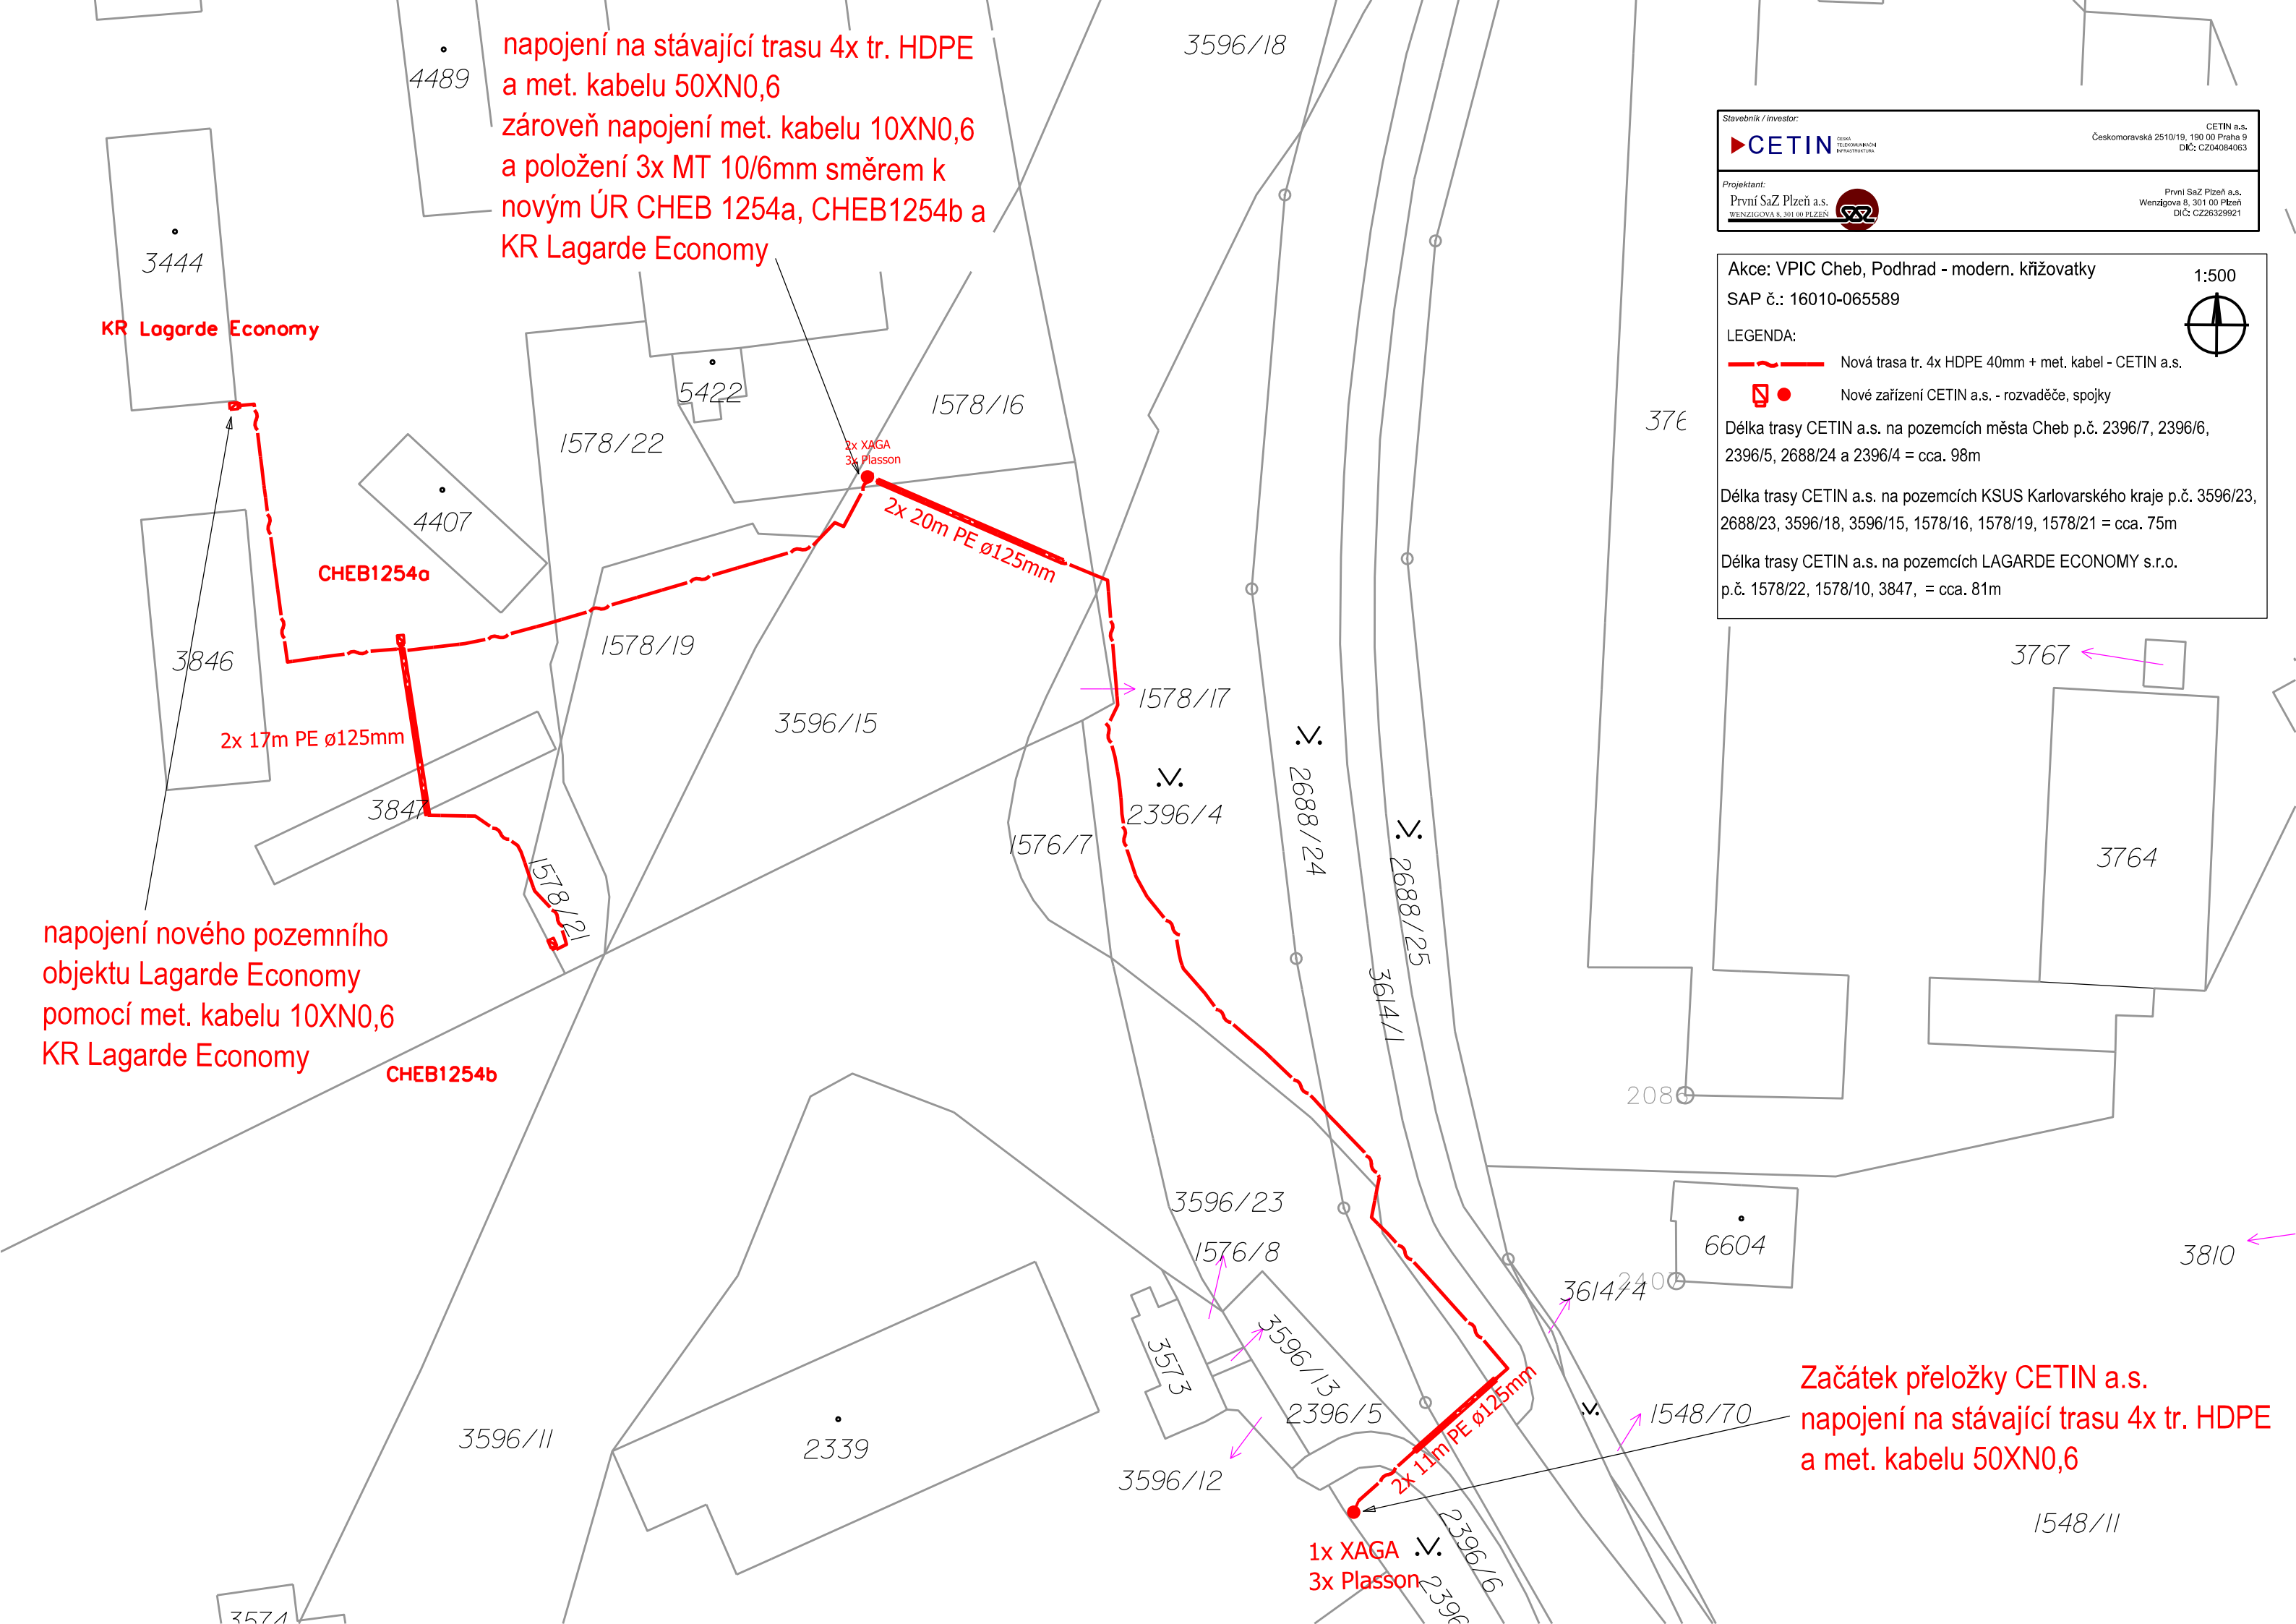 napojení na stávající trasu 4x tr. HDPE
a met. kabelu 50XN0,6
zároveň napojení met. kabelu 10XN0,6
a položení 3x MT 10/6mm směrem k
novým ÚR CHEB 1254a, CHEB1254b a
KR Lagarde Economy
3596/18
4489
3444
KR Lagarde Economy
Stavebník / investor:
CETIN
ČESKÁ
TELEKOMUNIKAČNÍ
INFRASTRUKTURA
CETIN a.s.
Českomoravská 2510/19, 190 00 Praha 9
DIČ: CZ04084063
Projektant:
První SaZ Plzeň a.s.
WENZIGOVA 8, 301 00 PLZEŇ
První SaZ Plzeň a.s.
Wenzigova 8, 301 00 Plzeň
DIČ: CZ26329921
Akce: VPIC Cheb, Podhrad - modern. křižovatky
1:500
SAP č.: 16010-065589
LEGENDA:
Nová trasa tr. 4x HDPE 40mm + met. kabel - CETIN a.s.
Nové zařízení CETIN a.s. - rozvaděče, spojky
Délka trasy CETIN a.s. na pozemcích města Cheb p.č. 2396/7, 2396/6,
2396/5, 2688/24 a 2396/4 = cca. 98m
Délka trasy CETIN a.s. na pozemcích KSUS Karlovarského kraje p.č. 3596/23,
2688/23, 3596/18, 3596/15, 1578/16, 1578/19, 1578/21 = cca. 75m
Délka trasy CETIN a.s. na pozemcích LAGARDE ECONOMY s.r.o.
p.č. 1578/22, 1578/10, 3847, = cca. 81m
5422
1578/16
1578/22
376
2x XAGA
3x Plasson
4407
2x 20m PE ø125mm
CHEB1254a
3846
1578/19
3767
1578/17
3596/15
2x 17m PE ø125mm
3847
2396/4
2688/24
1576/7
2688/25
3764
1578/21
napojení nového pozemního
objektu Lagarde Economy
pomocí met. kabelu 10XN0,6
KR Lagarde Economy
CHEB1254b
3614/1
2086
3596/23
1576/8
6604
3810
3614/4
3573
3596/13
2396/5
2x 11m PE ø125mm
1548/70
Začátek přeložky CETIN a.s.
napojení na stávající trasu 4x tr. HDPE
a met. kabelu 50XN0,6
3596/11
2339
3596/12
1548/11
1x XAGA
3x Plasson
2396/6
2396
3574